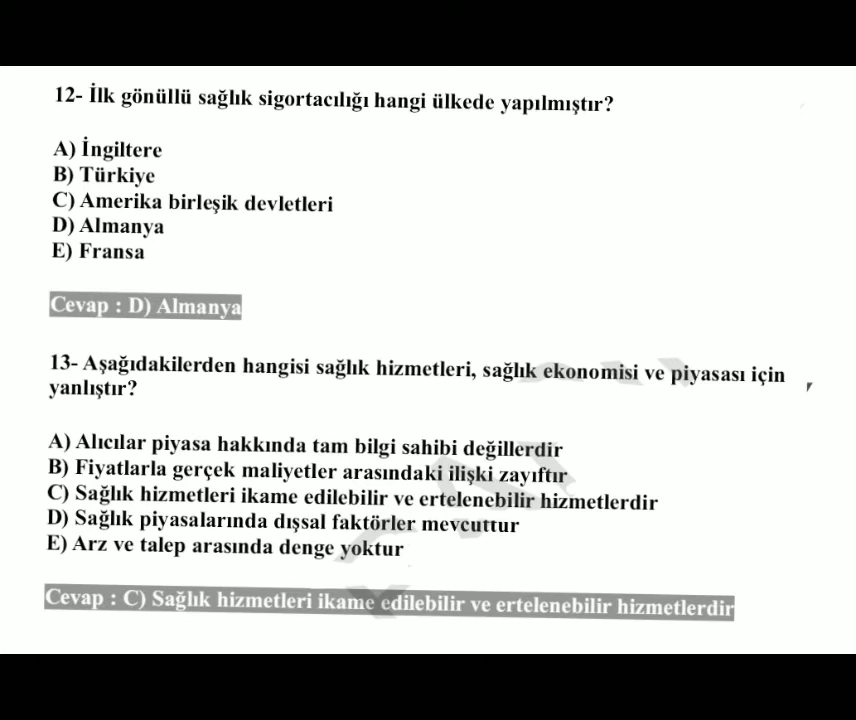 12- İlk gönüllü sağlık sigortacılığı hangi ülkede yapılmıştır?
A) İngiltere
B) Türkiye
C) Amerika birleşik devletleri
D) Almanya
E) Fransa
Cevap : D) Almanya
13- Aşağıdakilerden hangisi sağlık hizmetleri, sağlık ekonomisi ve piyasası için
yanlıştır?
A) Alıcılar piyasa hakkında tam bilgi sahibi değillerdir
B) Fiyatlarla gerçek maliyetler arasındaki ilişki zayıftır
C) Sağlık hizmetleri ikame edilebilir ve ertelenebilir hizmetlerdir
D) Sağlık piyasalarında dışsal faktörler mevcuttur
E) Arz ve talep arasında denge yoktur
Cevap : C) Sağlık hizmetleri ikame edilebilir ve ertelenebilir hizmetlerdir